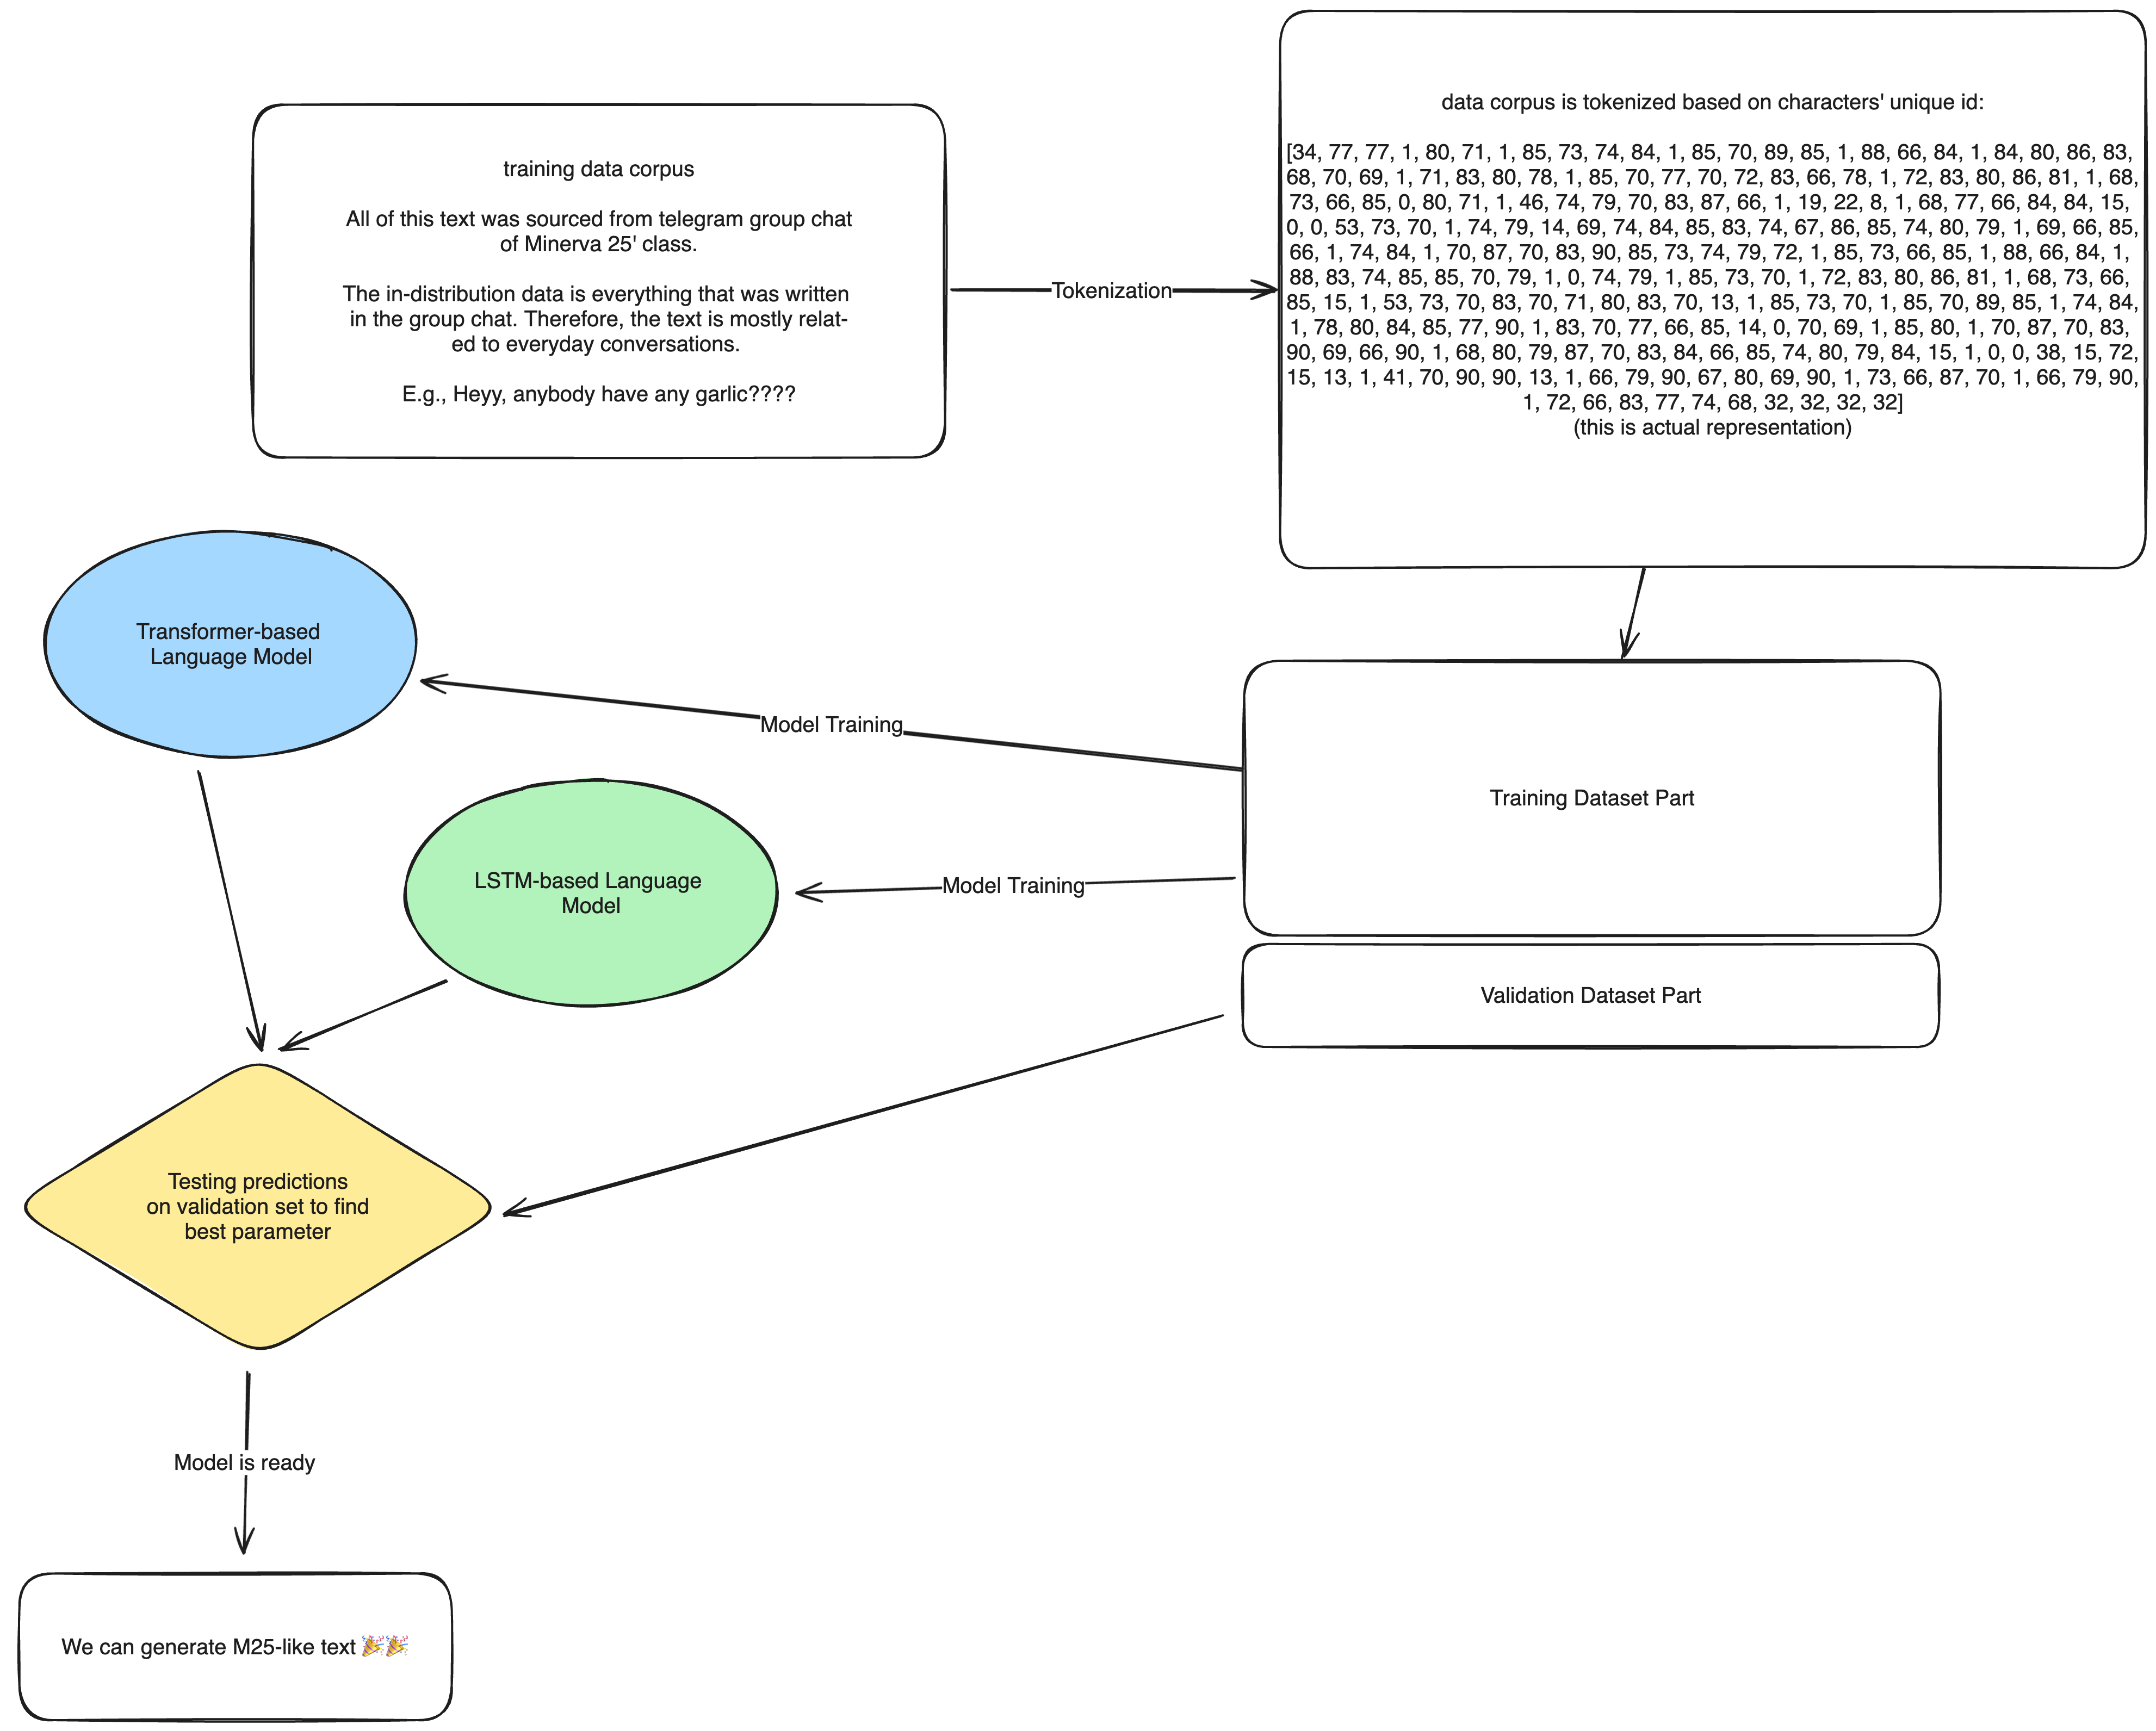 training data corpus
All of this text was sourced from telegram group chat
of Minerva 25' class.
The in-distribution data is everything that was written
in the group chat. Therefore, the text is mostly relat-
ed to everyday conversations.
E.g., Heyy, anybody have any garlic????
Tokenization
data corpus is tokenized based on characters' unique id:
[34, 77, 77, 1, 80, 71, 1, 85, 73, 74, 84, 1, 85, 70, 89, 85, 1, 88, 66, 84, 1, 84, 80, 86, 83,
68, 70, 69, 1, 71, 83, 80, 78, 1, 85, 70, 77, 70, 72, 83, 66, 78, 1, 72, 83, 80, 86, 81, 1, 68,
73, 66, 85, 0, 80, 71, 1, 46, 74, 79, 70, 83, 87, 66, 1, 19, 22, 8, 1, 68, 77, 66, 84, 84, 15,
0, 0, 53, 73, 70, 1, 74, 79, 14, 69, 74, 84, 85, 83, 74, 67, 86, 85, 74, 80, 79, 1, 69, 66, 85,
66, 1, 74, 84, 1, 70, 87, 70, 83, 90, 85, 73, 74, 79, 72, 1, 85, 73, 66, 85, 1, 88, 66, 84, 1,
88, 83, 74, 85, 85, 70, 79, 1, 0, 74, 79, 1, 85, 73, 70, 1, 72, 83, 80, 86, 81, 1, 68, 73, 66,
85, 15, 1, 53, 73, 70, 83, 70, 71, 80, 83, 70, 13, 1, 85, 73, 70, 1, 85, 70, 89, 85, 1, 74, 84,
1, 78, 80, 84, 85, 77, 90, 1, 83, 70, 77, 66, 85, 14, 0, 70, 69, 1, 85, 80, 1, 70, 87, 70, 83,
90, 69, 66, 90, 1, 68, 80, 79, 87, 70, 83, 84, 66, 85, 74, 80, 79, 84, 15, 1, 0, 0, 38, 15, 72,
15, 13, 1, 41, 70, 90, 90, 13, 1, 66, 79, 90, 67, 80, 69, 90, 1, 73, 66, 87, 70, 1, 66, 79, 90,
1, 72, 66, 83, 77, 74, 68, 32, 32, 32, 32]
(this is actual representation)
Transformer-based
Language Model
Model Training
Training Dataset Part
LSTM-based Language
Model
Model Training
Validation Dataset Part
Testing predictions
on validation set to find
best parameter
Model is ready
We can generate M25-like text 🎉🎉